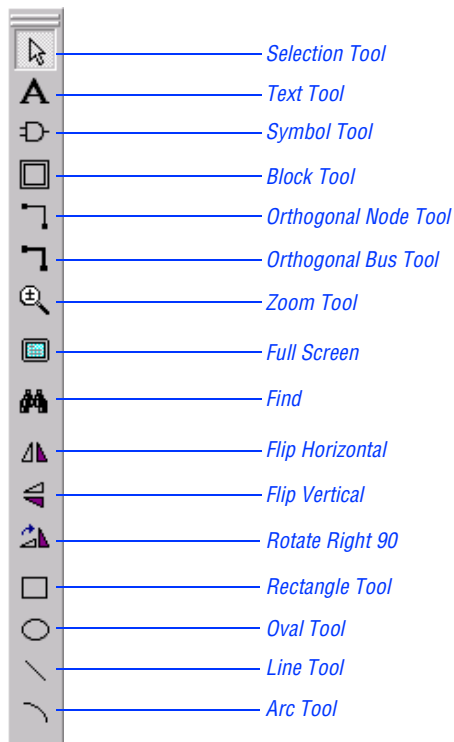 Selection Tool
Text Tool
Symbol Tool
Block Tool
Orthogonal Node Tool
Orthogonal Bus Tool
Zoom Tool
Full Screen
Find
Flip Horizontal
Flip Vertical
Rotate Right 90
Rectangle Tool
Oval Tool
Line Tool
Arc Tool